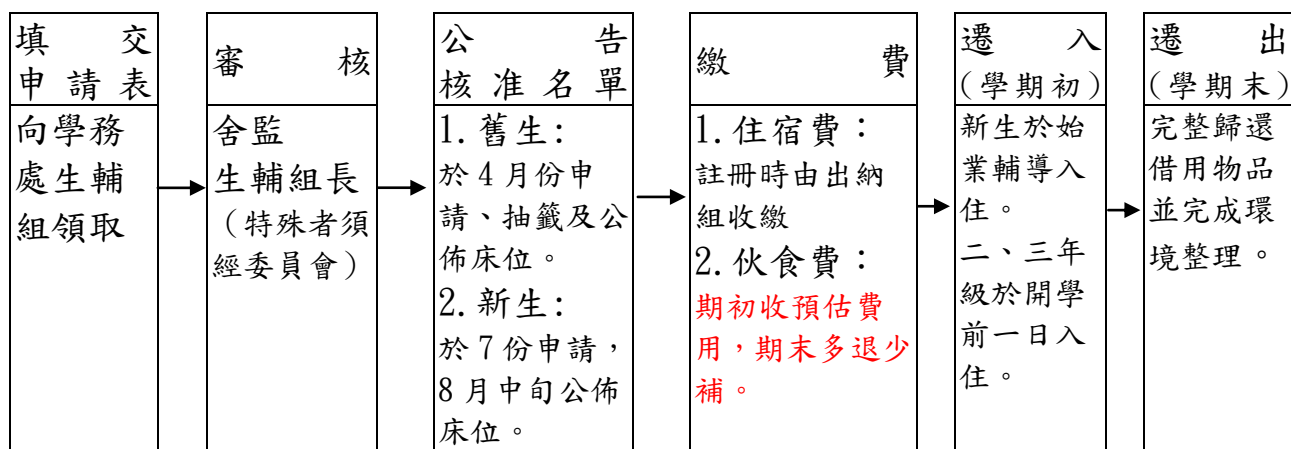 填交
申請表
向學務
處生輔
組領取
審核
舍監
生輔組長
（特殊者須
經委員會）
公告
核准名單
1.舊生:
於4月份申
請、抽籤及公
佈床位。
2.新生:
於7份申請，
8月中旬公佈
床位。
繳費
1.住宿費：
註冊時由出納
組收繳
2.伙食費：
期初收預估費
用，期末多退少
補。
遷入
(學期初)
新生於始
業輔導入
住。
二、三年
級於開學
前一日入
住。
遷出
(學期末)
完整歸還
借用物品
並完成環
境整理。